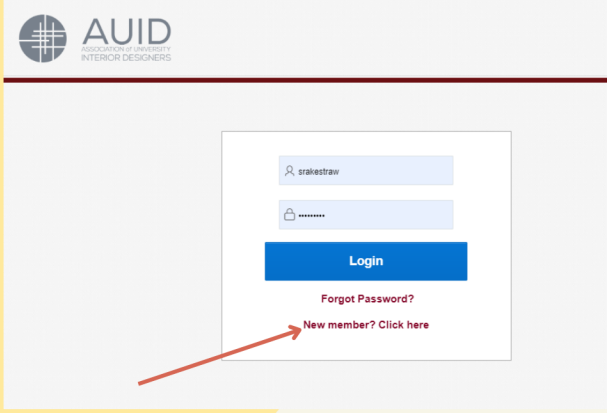 AUID
ASSOCIATION of UNIVERSITY
INTERIOR DESIGNERS
srakestraw
•••••••••
Login
Forgot Password?
New member? Click here